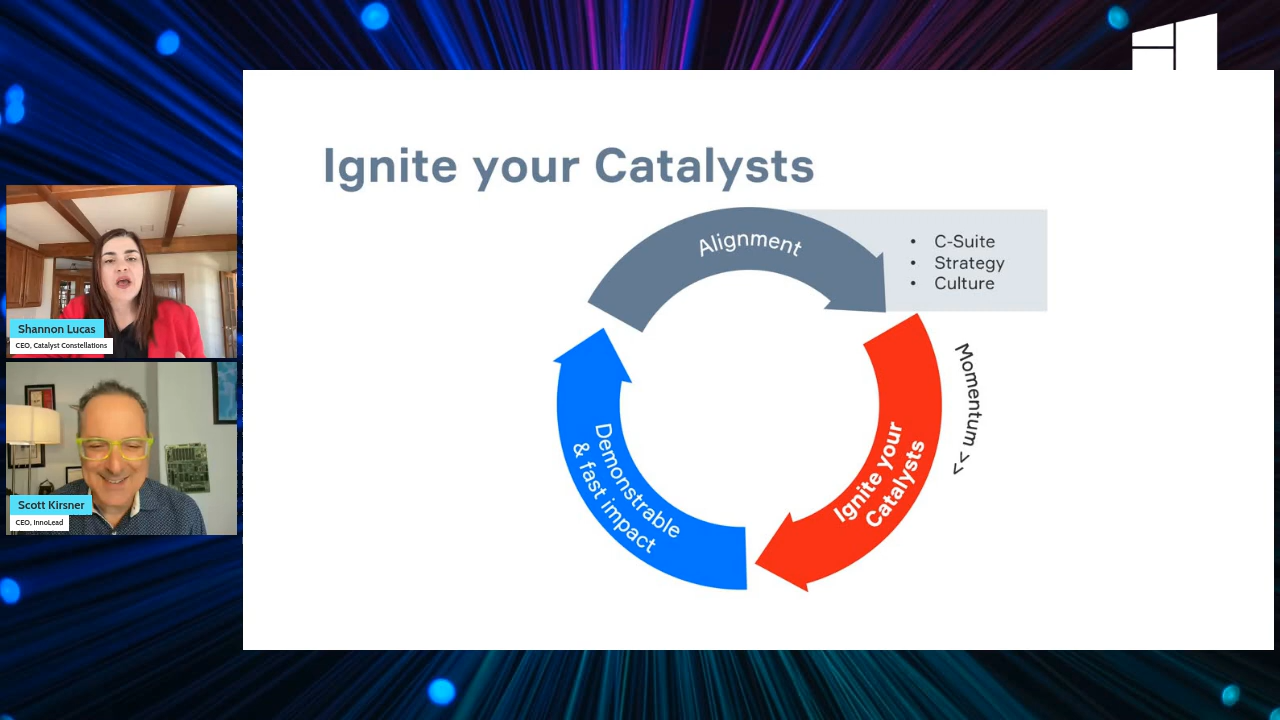 Ignite your Catalysts
Alignment
• C-Suite
• Strategy
• Culture
Momentum >>
Ignite your
Catalysts
Demonstrable
& fast impact
Shannon Lucas
CEO, Catalyst Constellations
Scott Kirsner
CEO, InnoLead